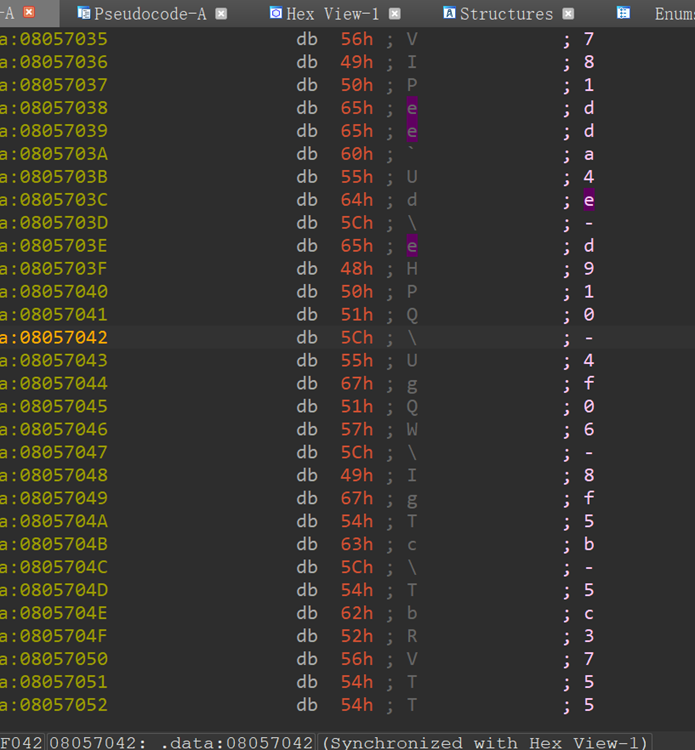 -A Pseudocode-A Hex View-1 Structures Enums
a:08057035 db 56h ; V ; 7
a:08057036 db 49h ; I ; 8
a:08057037 db 50h ; P ; 1
a:08057038 db 65h ; e ; d
a:08057039 db 65h ; e ; d
a:0805703A db 60h ; ` ; a
a:0805703B db 55h ; U ; 4
a:0805703C db 64h ; d ; e
a:0805703D db 5Ch ; \ ; -
a:0805703E db 65h ; e ; d
a:0805703F db 48h ; H ; 9
a:08057040 db 50h ; P ; 1
a:08057041 db 51h ; Q ; 0
a:08057042 db 5Ch ; \ ; -
a:08057043 db 55h ; U ; 4
a:08057044 db 67h ; g ; f
a:08057045 db 51h ; Q ; 0
a:08057046 db 57h ; W ; 6
a:08057047 db 5Ch ; \ ; -
a:08057048 db 49h ; I ; 8
a:08057049 db 67h ; g ; f
a:0805704A db 54h ; T ; 5
a:0805704B db 63h ; c ; b
a:0805704C db 5Ch ; \ ; -
a:0805704D db 54h ; T ; 5
a:0805704E db 62h ; b ; c
a:0805704F db 52h ; R ; 3
a:08057050 db 56h ; V ; 7
a:08057051 db 54h ; T ; 5
a:08057052 db 54h ; T ; 5
F042 08057042: .data:08057042 (Synchronized with Hex View-1)